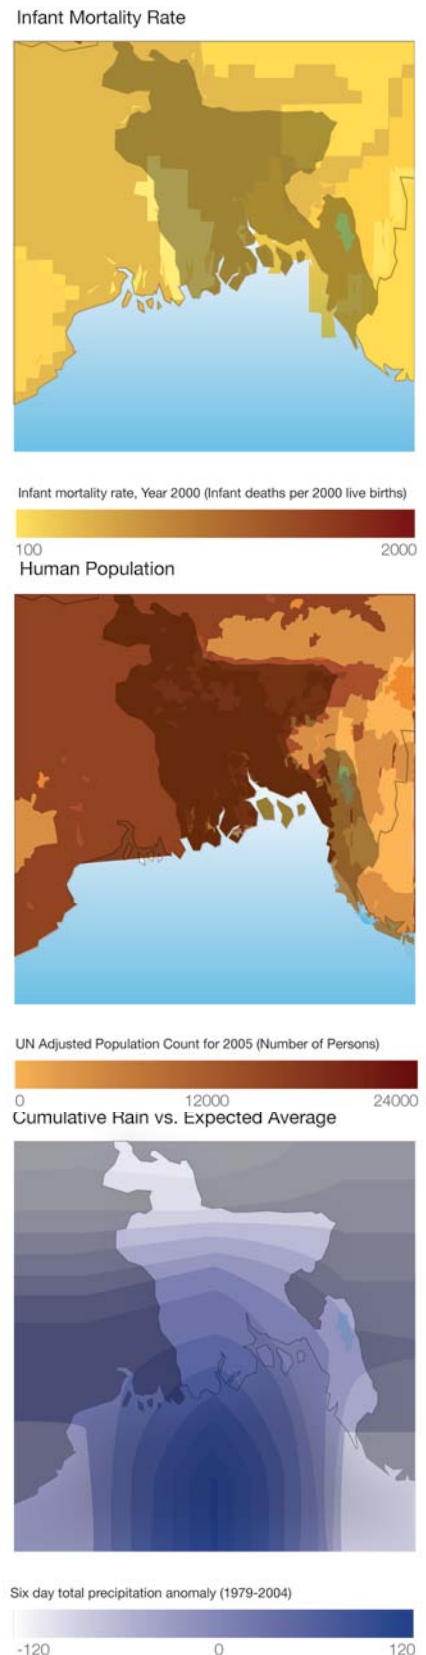 Infant Mortality Rate
Infant mortality rate, Year 2000 (Infant deaths per 2000 live births)
100 2000
Human Population
UN Adjusted Population Count for 2005 (Number of Persons)
0 12000 24000
Cumulative Rain vs. Expected Average
Six day total precipitation anomaly (1979-2004)
-120 0 120